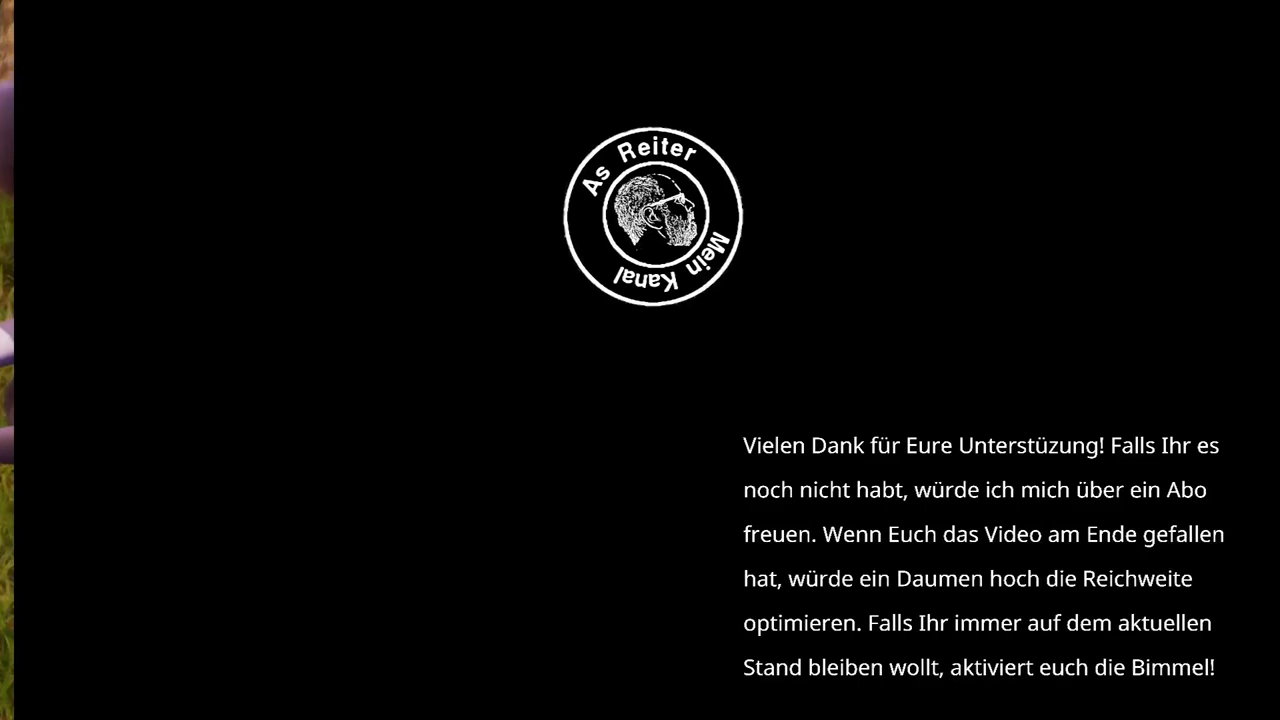 As Reiter
Mein Kanal
Vielen Dank für Eure Unterstüzung! Falls Ihr es
noch nicht habt, würde ich mich über ein Abo
freuen. Wenn Euch das Video am Ende gefallen
hat, würde ein Daumen hoch die Reichweite
optimieren. Falls Ihr immer auf dem aktuellen
Stand bleiben wollt, aktiviert euch die Bimmel!